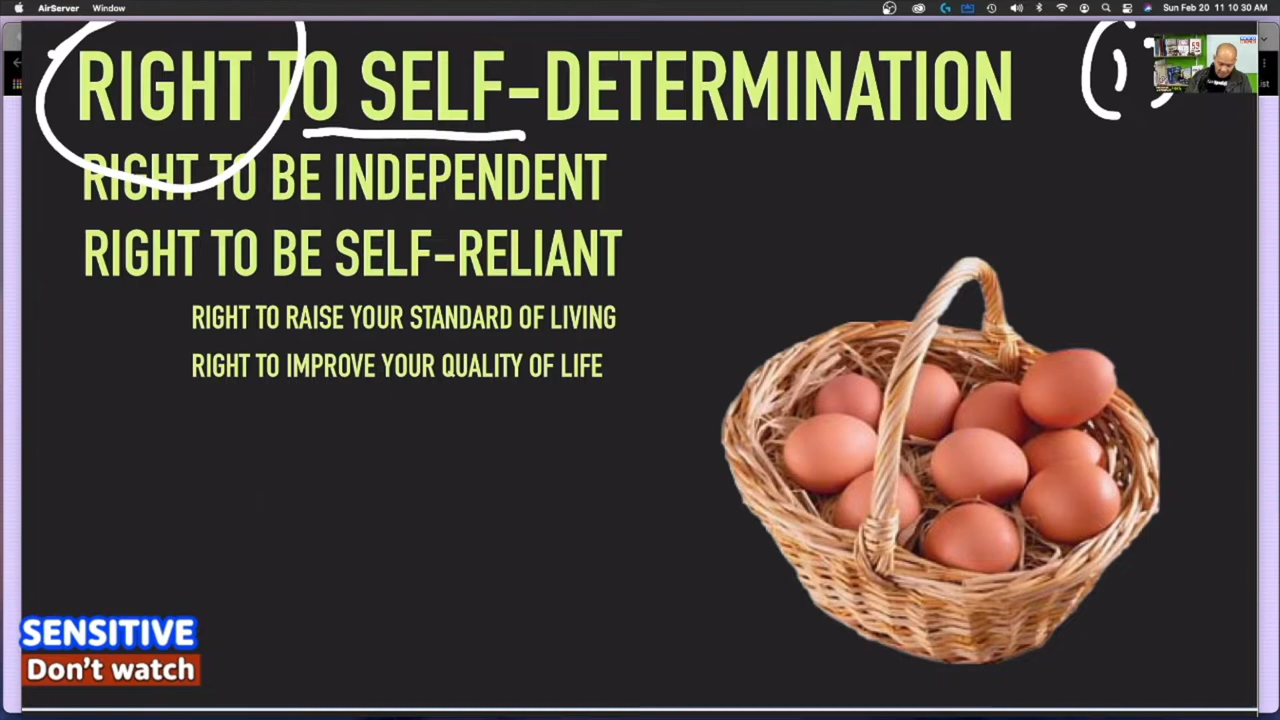 AirServer Window
Sun Feb 20 11 10:30 AM
RIGHT TO SELF-DETERMINATION
RIGHT TO BE INDEPENDENT
RIGHT TO BE SELF-RELIANT
RIGHT TO RAISE YOUR STANDARD OF LIVING
RIGHT TO IMPROVE YOUR QUALITY OF LIFE
SENSITIVE
Don't watch